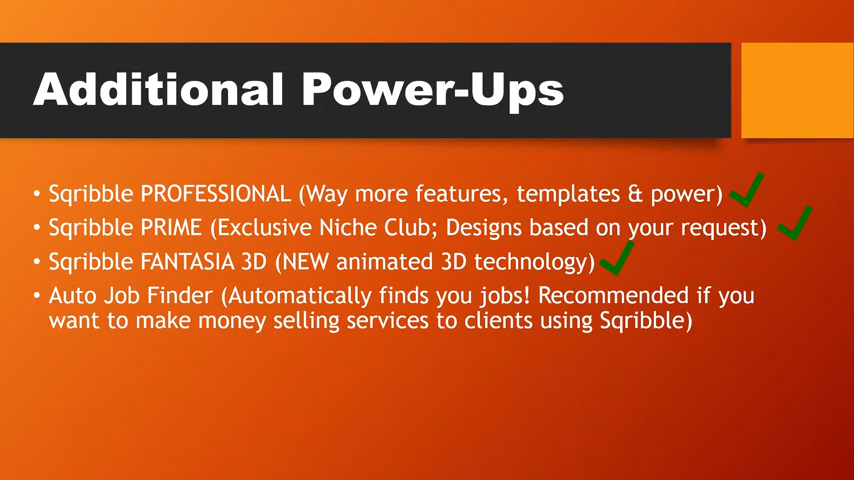 Additional Power-Ups
• Sqribble PROFESSIONAL (Way more features, templates & power)
• Sqribble PRIME (Exclusive Niche Club; Designs based on your request)
• Sqribble FANTASIA 3D (NEW animated 3D technology)
• Auto Job Finder (Automatically finds you jobs! Recommended if you
want to make money selling services to clients using Sqribble)